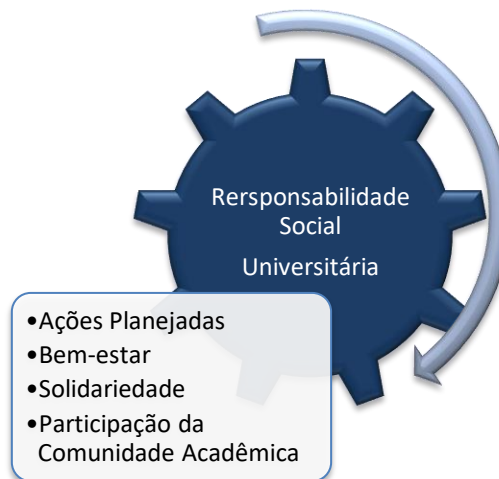 Rersponsabilidade
Social
Universitária
•Ações Planejadas
•Bem-estar
•Solidariedade
•Participação da
Comunidade Acadêmica